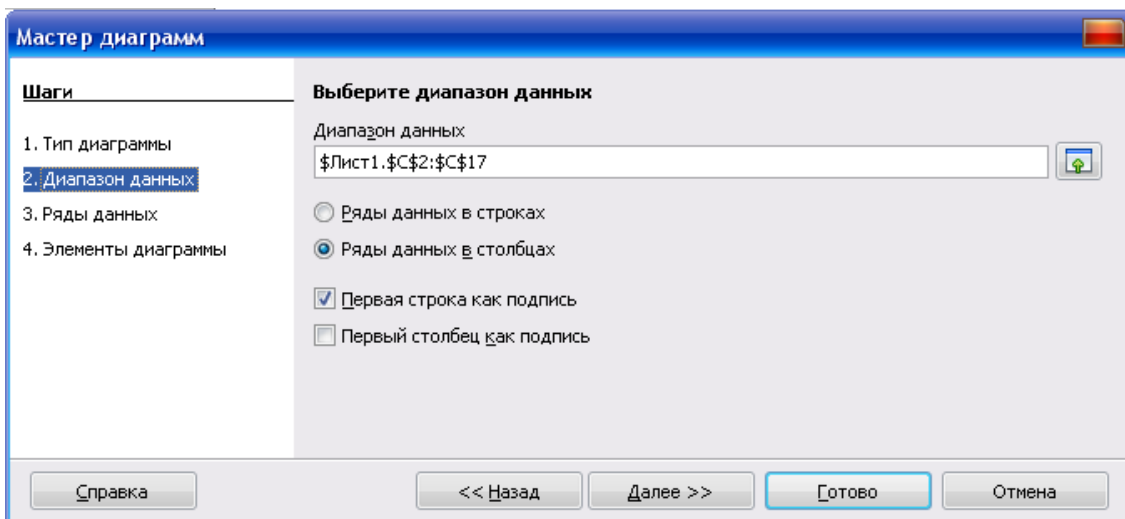 Мастер диаграмм
Шаги
1. Тип диаграммы
2. Диапазон данных
3. Ряды данных
4. Элементы диаграммы
Выберите диапазон данных
Диапазон данных
$Лист1.$C$2:$C$17
Ряды данных в строках
Ряды данных в столбцах
Первая строка как подпись
Первый столбец как подпись
Справка
<< Назад
Далее >>
Готово
Отмена